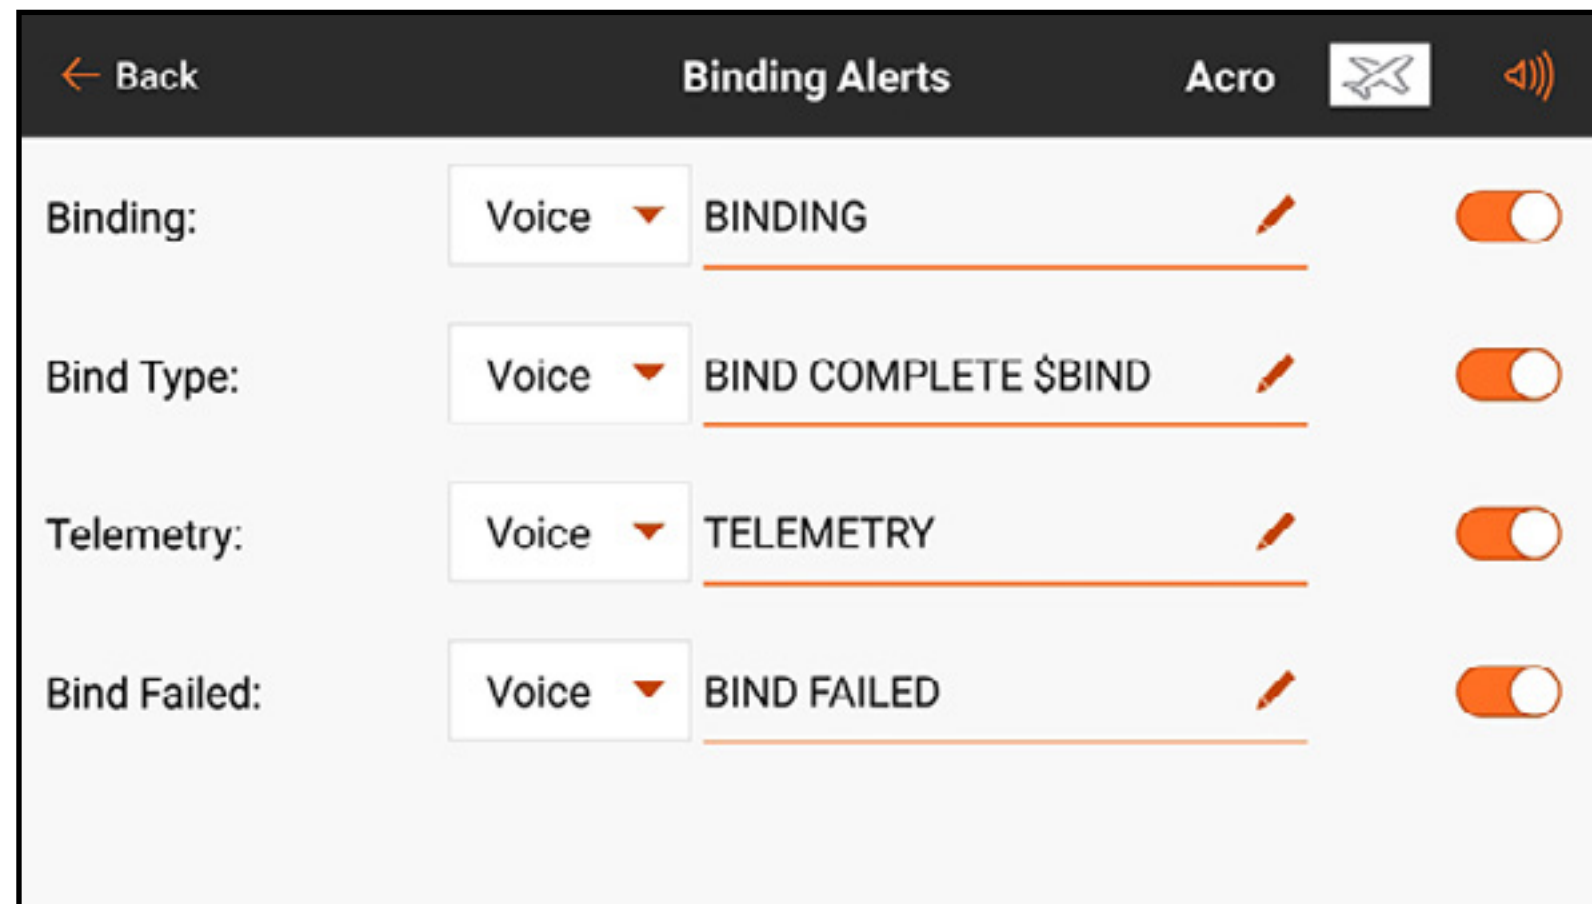 Back Binding Alerts Acro
Binding: Voice BINDING
Bind Type: Voice BIND COMPLETE $BIND
Telemetry: Voice TELEMETRY
Bind Failed: Voice BIND FAILED